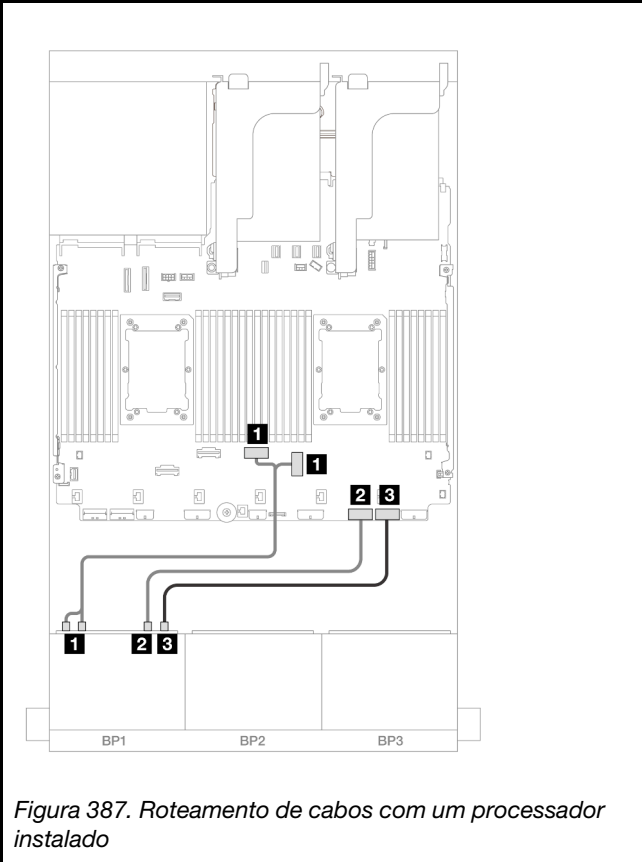 1
1
2 3
1 2 3
BP1 BP2 BP3
Figura 387. Roteamento de cabos com um processador
instalado